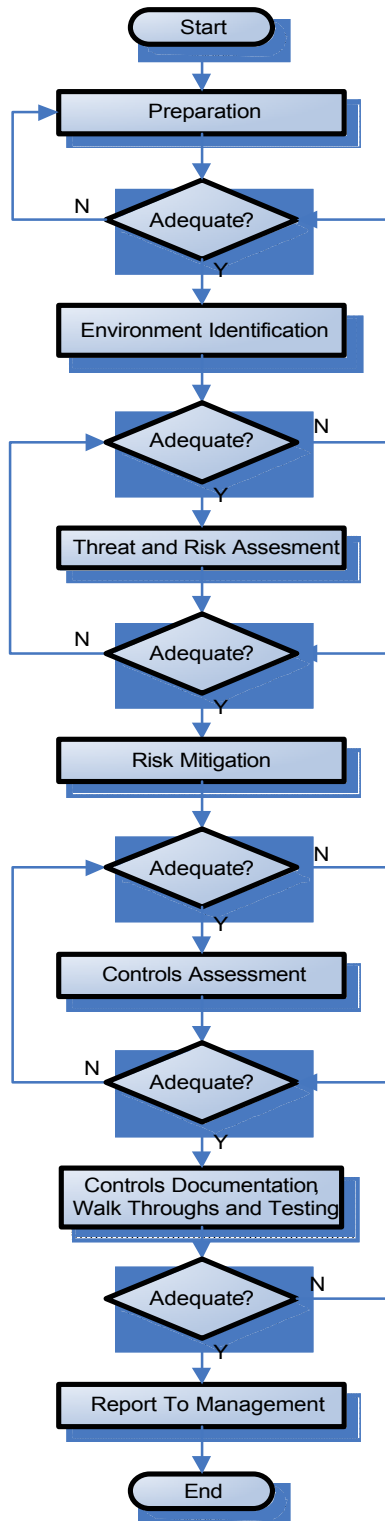 Start
Preparation
N
Adequate?
Y
Environment Identification
Adequate?
N
Y
Threat and Risk Assesment
N
Adequate?
Y
Risk Mitigation
Adequate?
N
Y
Controls Assessment
N
Adequate?
Y
Controls Documentation,
Walk Throughs and Testing
Adequate?
N
Y
Report To Management
End